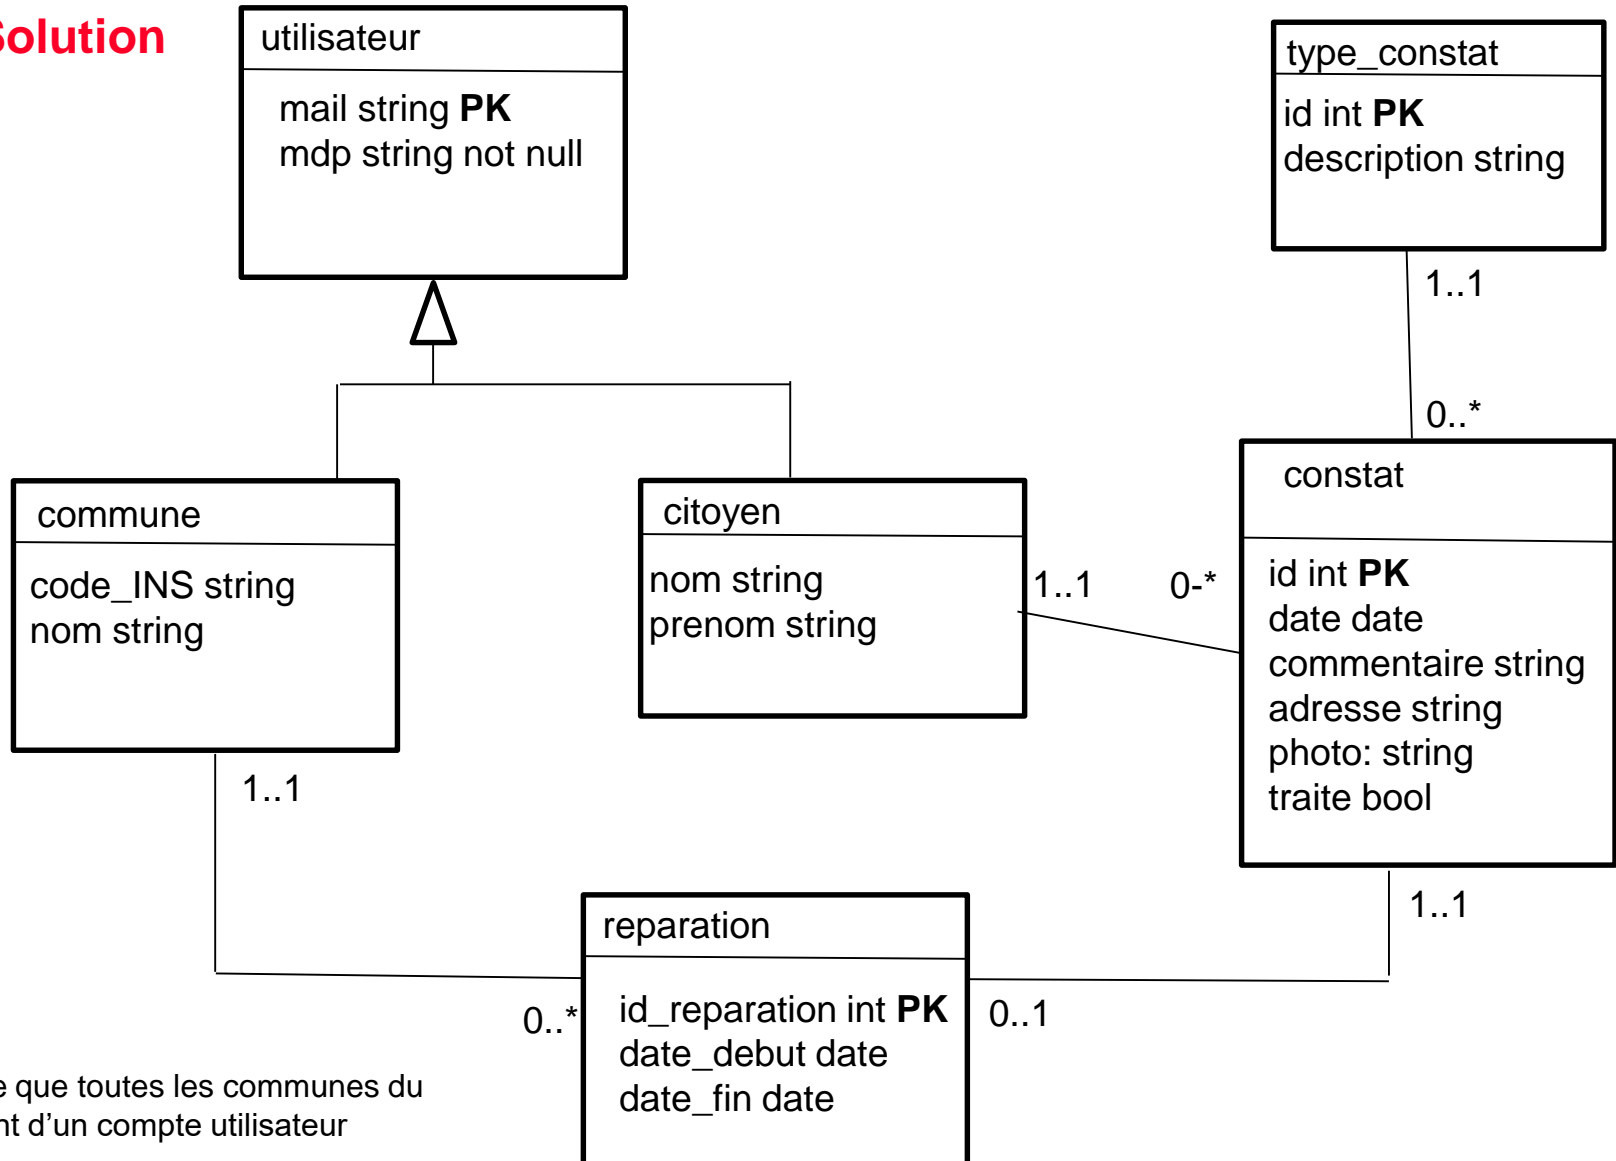 Solution
utilisateur
mail string PK
mdp string not null
type_constat
id int PK
description string
1..1
0..*
commune
code_INS string
nom string
citoyen
nom string
prenom string
1..1
0-*
constat
id int PK
date date
commentaire string
adresse string
photo: string
traite bool
1..1
1..1
reparation
id_reparation int PK
date_debut date
date_fin date
0..*
0..1
que toutes les communes du
d’un compte utilisateur